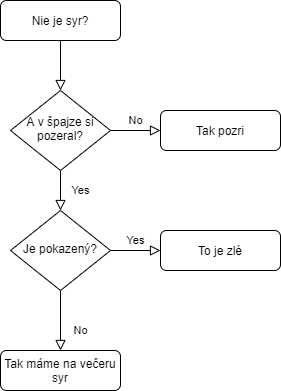 Nie je syr?
A v špajze si
pozeral?
No
Tak pozri
Yes
Je pokazený?
Yes
To je zlé
No
Tak máme na večeru
syr